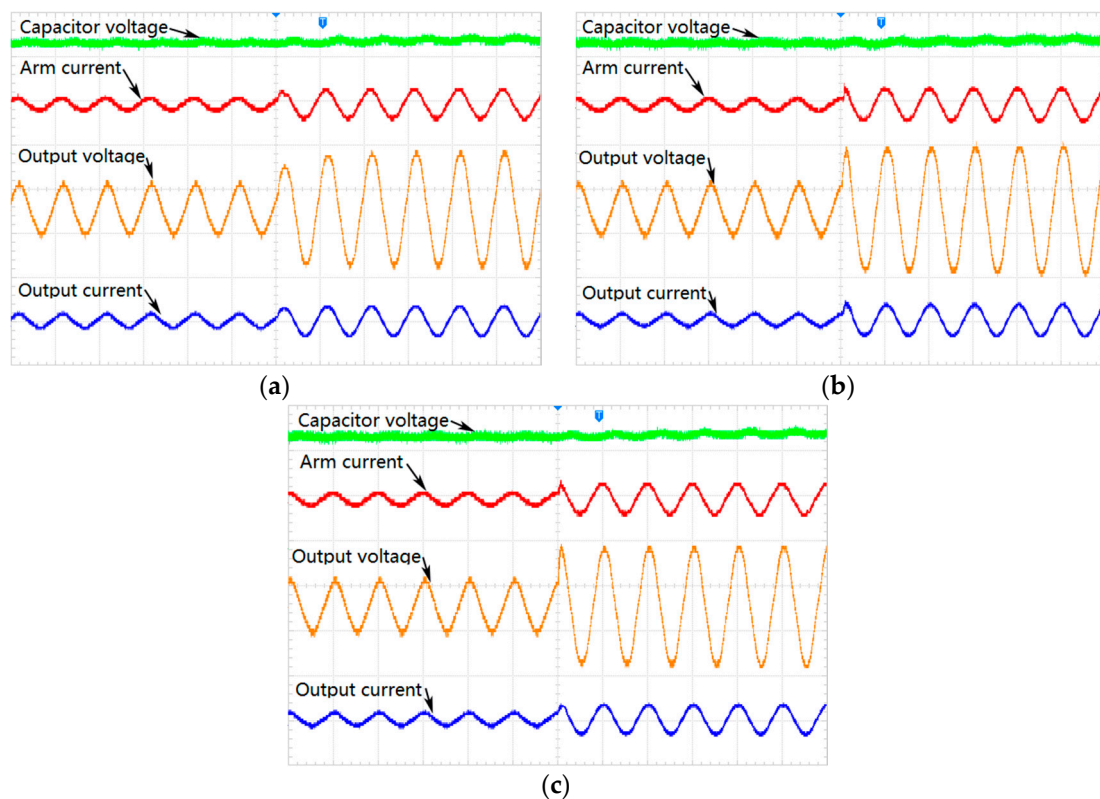 T
Capacitor voltage
Arm current
Output voltage
Output current
(a)
T
Capacitor voltage
Arm current
Output voltage
Output current
(b)
T
Capacitor voltage
Arm current
Output voltage
Output current
(c)